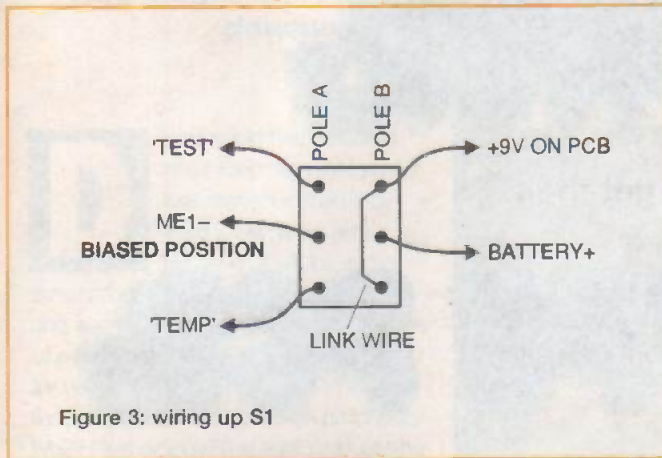 POLE A
POLE B
'TEST'
+9V ON PCB
ME1–
BIASED POSITION
BATTERY+
'TEMP'
LINK WIRE
Figure 3: wiring up S1